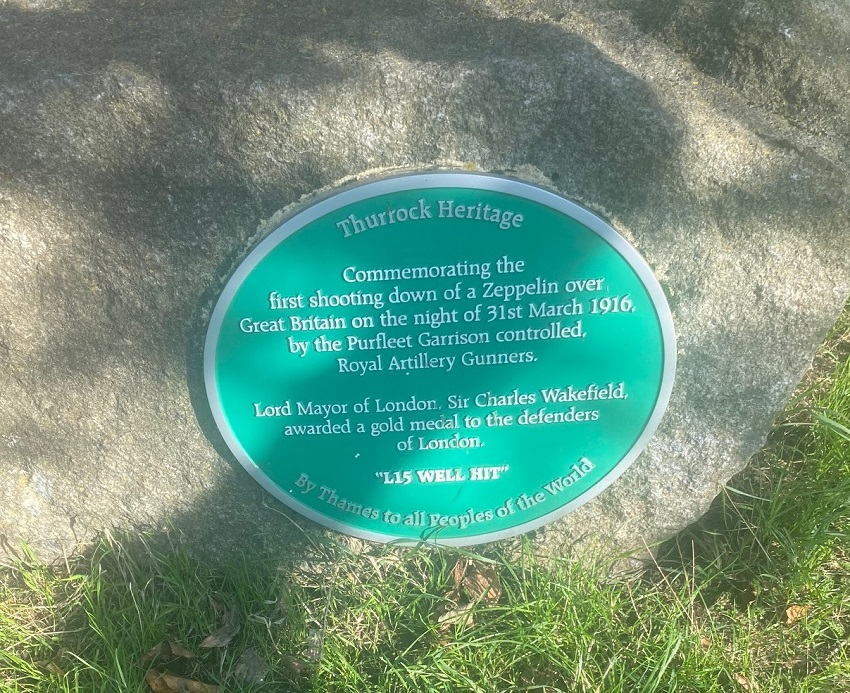 Thurrock Heritage
Commemorating the
first shooting down of a Zeppelin over
Great Britain on the night of 31st March 1916,
by the Purfleet Garrison controlled,
Royal Artillery Gunners.
Lord Mayor of London, Sir Charles Wakefield,
awarded a gold medal to the defenders
of London.
"L15 WELL HIT"
By Thames to all Peoples of the World